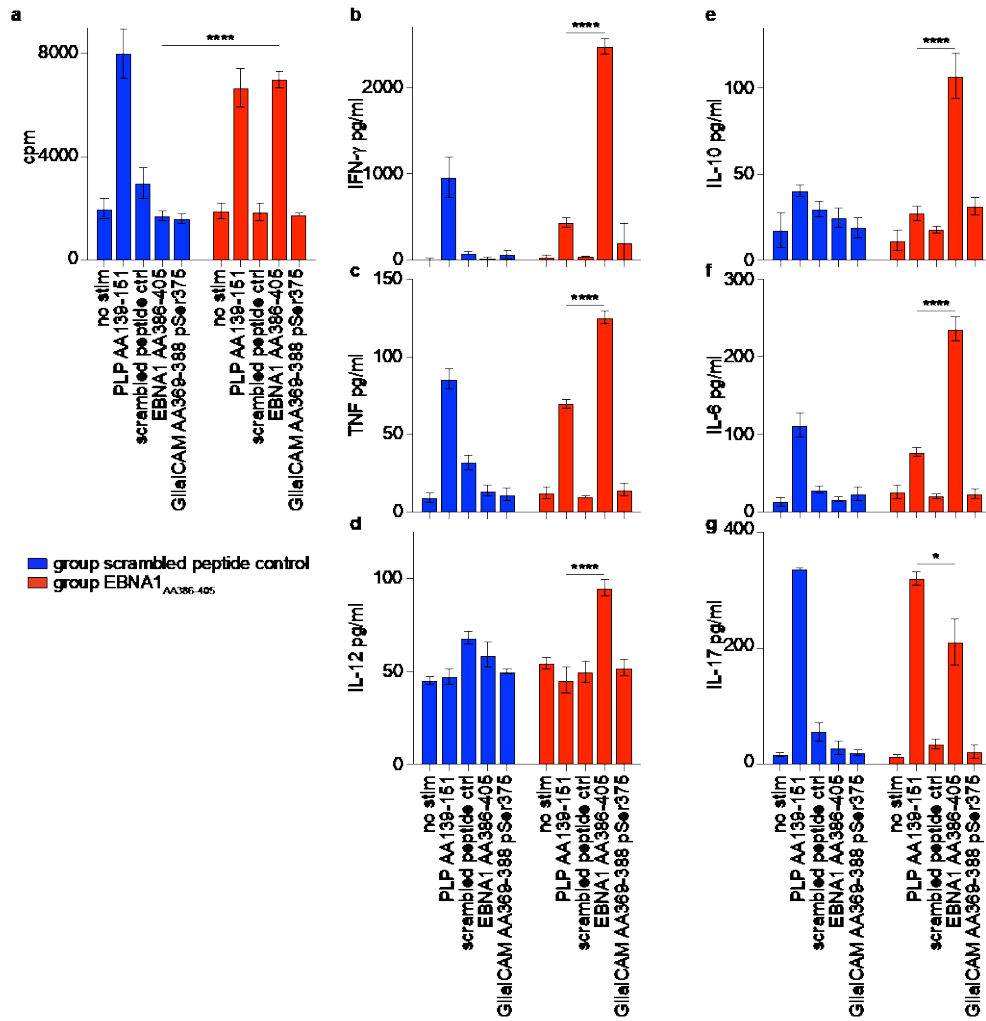 a
8000
4000
0
cpm
****
no stim
PLP AA139-151
scrambled peptide ctrl
EBNA1 AA386-405
GlialCAM AA369-388 pSer375
no stim
PLP AA139-151
scrambled peptide ctrl
EBNA1 AA386-405
GlialCAM AA369-388 pSer375
group scrambled peptide control
group EBNA1AA386-405
b
2000
1000
0
IFN-γ pg/ml
****
c
150
100
50
0
TNF pg/ml
****
d
100
50
0
IL-12 pg/ml
****
no stim
PLP AA139-151
scrambled peptide ctrl
EBNA1 AA386-405
GlialCAM AA369-388 pSer375
no stim
PLP AA139-151
scrambled peptide ctrl
EBNA1 AA386-405
GlialCAM AA369-388 pSer375
e
100
50
0
IL-10 pg/ml
****
f
300
200
100
0
IL-6 pg/ml
****
g
400
200
0
IL-17 pg/ml
*
no stim
PLP AA139-151
scrambled peptide ctrl
EBNA1 AA386-405
GlialCAM AA369-388 pSer375
no stim
PLP AA139-151
scrambled peptide ctrl
EBNA1 AA386-405
GlialCAM AA369-388 pSer375